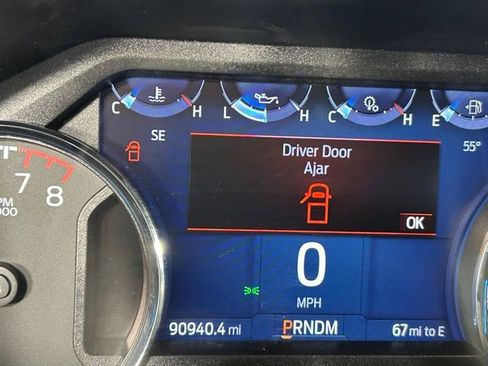 C H L H C H E
SE
55°
Driver Door
Ajar
7 8
OK
0
MPH
90940.4 mi
PRNDM
67 mi to E